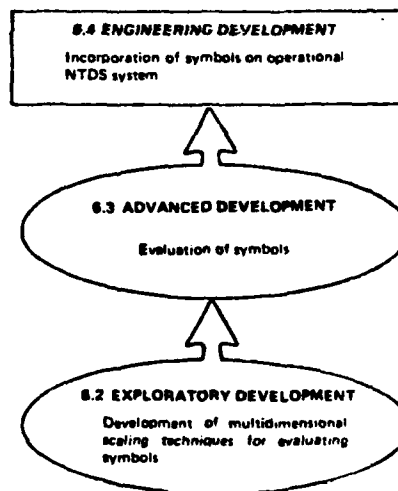 6.4 ENGINEERING DEVELOPMENT
Incorporation of symbols on operational
NTDS system
6.3 ADVANCED DEVELOPMENT
Evaluation of symbols
6.2 EXPLORATORY DEVELOPMENT
Development of multidimensional
scaling techniques for evaluating
symbols